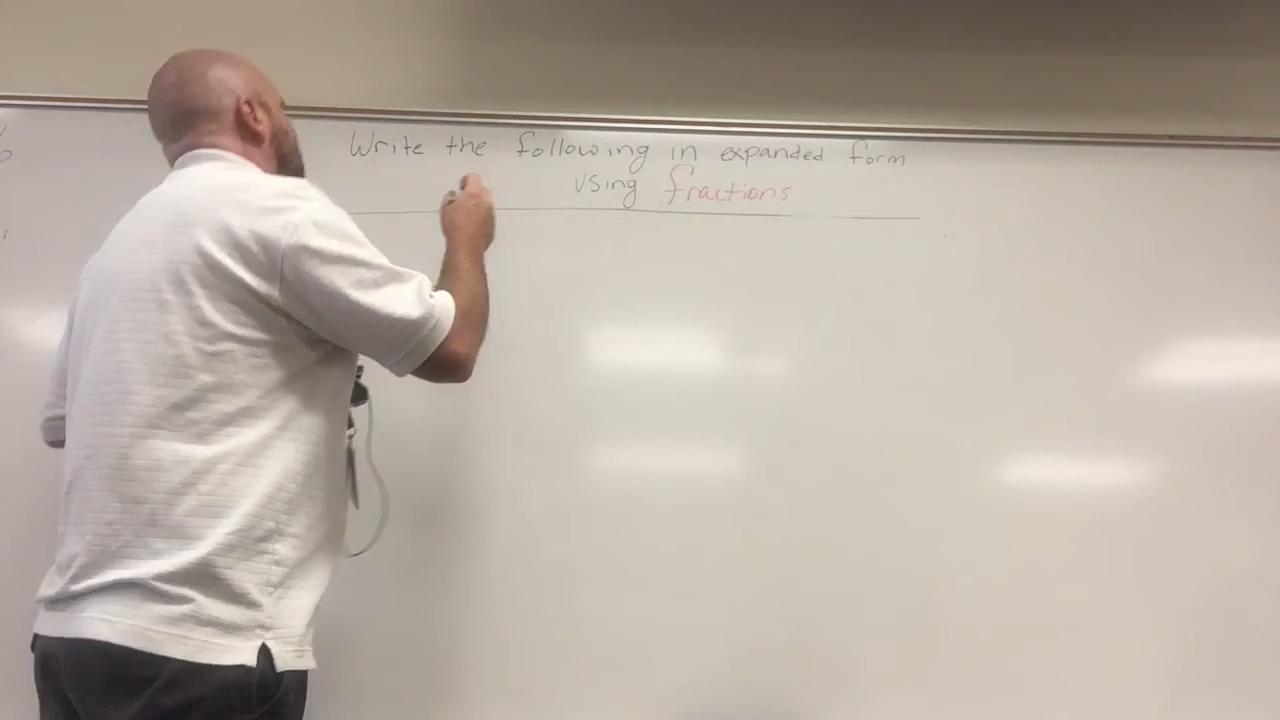 Write the following in expanded form
using fractions